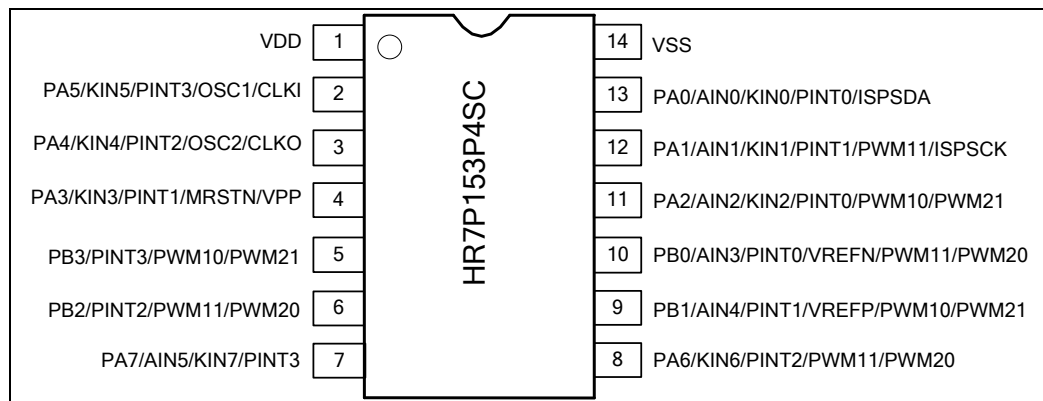 VDD 1 14 VSS
PA5/KIN5/PINT3/OSC1/CLKI 2 13 PA0/AIN0/KIN0/PINT0/ISPSDA
PA4/KIN4/PINT2/OSC2/CLKO 3 12 PA1/AIN1/KIN1/PINT1/PWM11/ISPSCK
PA3/KIN3/PINT1/MRSTN/VPP 4 11 PA2/AIN2/KIN2/PINT0/PWM10/PWM21
PB3/PINT3/PWM10/PWM21 5 10 PB0/AIN3/PINT0/VREFN/PWM11/PWM20
PB2/PINT2/PWM11/PWM20 6 9 PB1/AIN4/PINT1/VREFP/PWM10/PWM21
PA7/AIN5/KIN7/PINT3 7 8 PA6/KIN6/PINT2/PWM11/PWM20
HR7P153P4SC